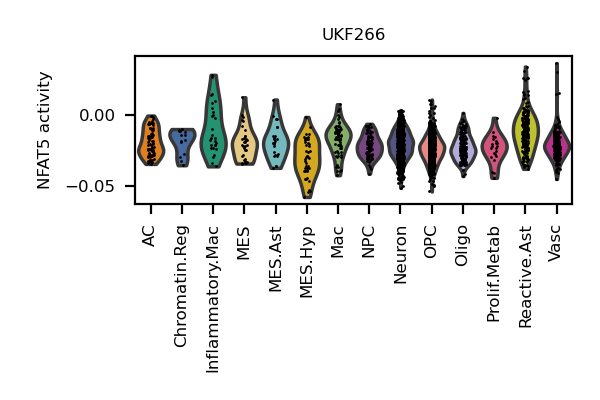 UKF266
NFAT5 activity
0.00
−0.05
AC
Chromatin.Reg
Inflammatory.Mac
MES
MES.Ast
MES.Hyp
Mac
NPC
Neuron
OPC
Oligo
Prolif.Metab
Reactive.Ast
Vasc